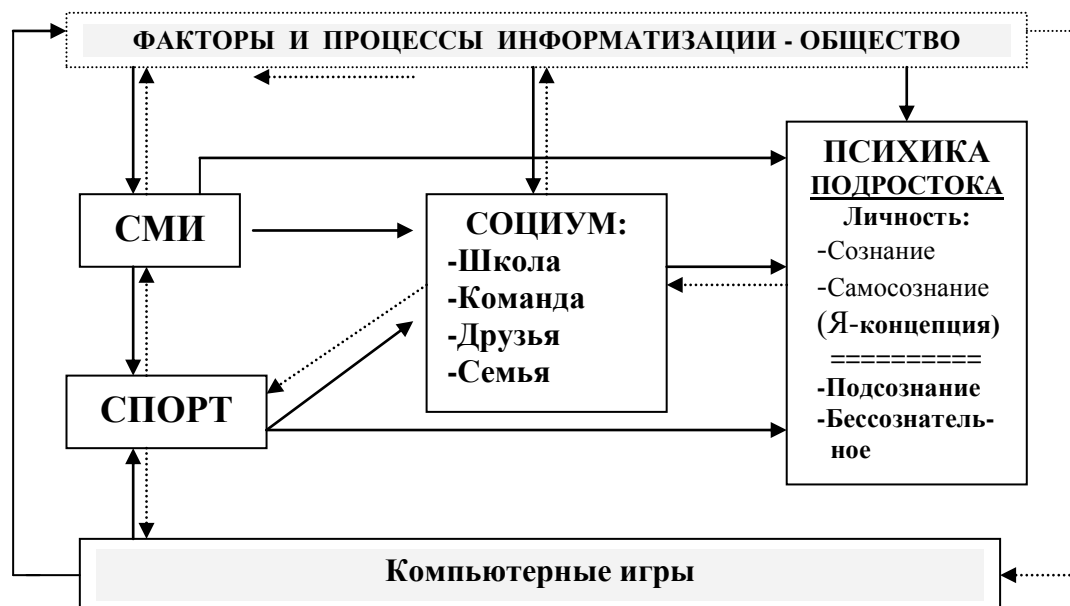 ФАКТОРЫ И ПРОЦЕССЫ ИНФОРМАТИЗАЦИИ - ОБЩЕСТВО
СМИ
СПОРТ
СОЦИУМ:
-Школа
-Команда
-Друзья
-Семья
ПСИХИКА
ПОДРОСТОКА
Личность:
-Сознание
-Самосознание
(Я-концепция)
==========
-Подсознание
-Бессознатель-
ное
Компьютерные игры